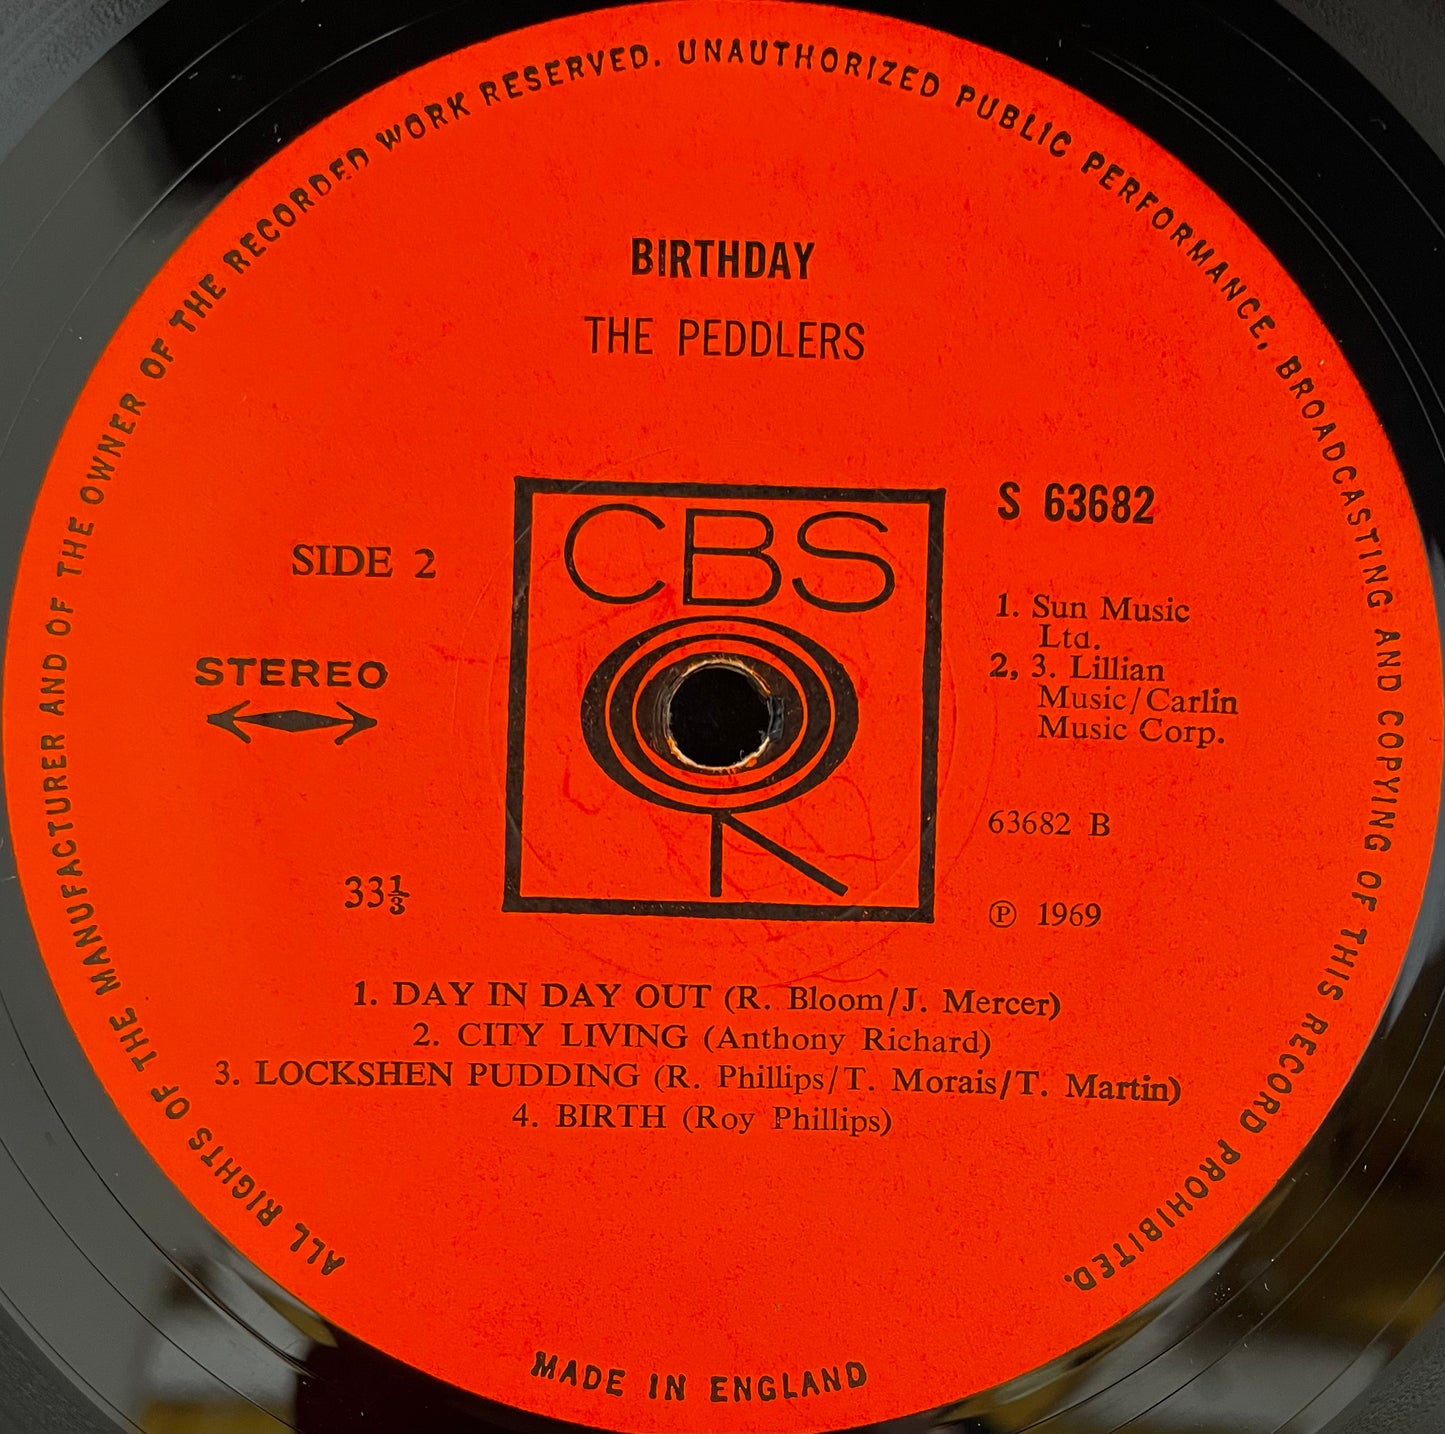 ALL RIGHTS OF THE MANUFACTURER AND OF THE OWNER OF THE RECORDED WORK RESERVED. UNAUTHORIZED PUBLIC PERFORMANCE, BROADCASTING AND COPYING OF THIS RECORD PROHIBITED.
BIRTHDAY
THE PEDDLERS
CBS
S 63682
SIDE 2
STEREO
33⅓
1. Sun Music
Ltd.
2, 3. Lillian
Music/Carlin
Music Corp.
63682 B
℗ 1969
1. DAY IN DAY OUT (R. Bloom/J. Mercer)
2. CITY LIVING (Anthony Richard)
3. LOCKSHEN PUDDING (R. Phillips/T. Morais/T. Martin)
4. BIRTH (Roy Phillips)
MADE IN ENGLAND